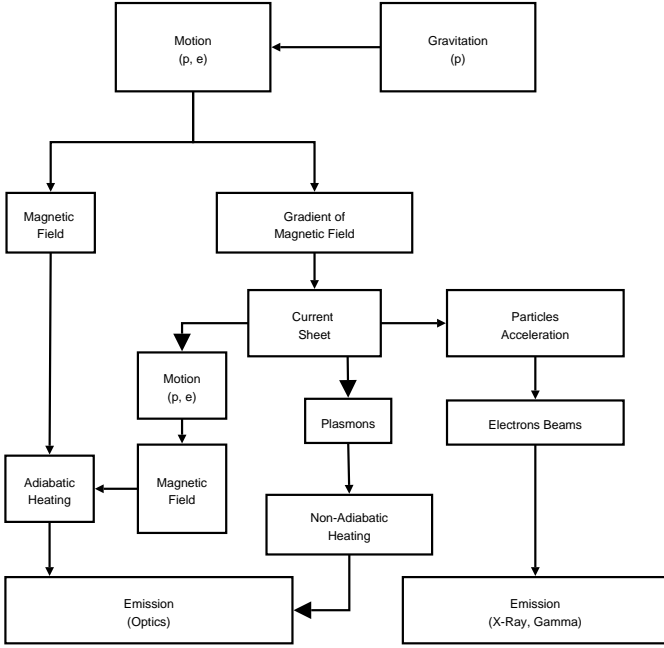 Motion
(p, e)
Gravitation
(p)
Magnetic
Field
Gradient of
Magnetic Field
Current
Sheet
Particles
Acceleration
Motion
(p, e)
Plasmons
Electrons Beams
Adiabatic
Heating
Magnetic
Field
Non-Adiabatic
Heating
Emission
(Optics)
Emission
(X-Ray, Gamma)